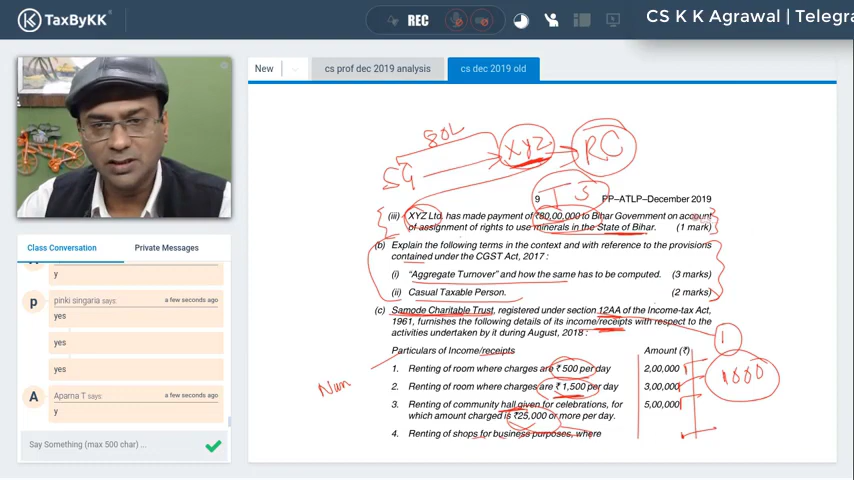 TaxByKK
REC
CS K K Agrawal | Telegra
New
cs prof dec 2019 analysis
cs dec 2019 old
Class Conversation
Private Messages
y
p
pinki singaria says:
a few seconds ago
yes
yes
yes
A
Aparna T says:
a few seconds ago
y
Say Something (max 500 char) ...
80L
SG
XYZ
RC
IS
9
PP–ATLP–December 2019
(iii) XYZ Ltd. has made payment of ₹80,00,000 to Bihar Government on account
of assignment of rights to use minerals in the State of Bihar. (1 mark)
(b) Explain the following terms in the context and with reference to the provisions
contained under the CGST Act, 2017 :
(i) "Aggregate Turnover" and how the same has to be computed. (3 marks)
(ii) Casual Taxable Person. (2 marks)
(c) Samode Charitable Trust, registered under section 12AA of the Income-tax Act,
1961, furnishes the following details of its income/receipts with respect to the
activities undertaken by it during August, 2018 :
Particulars of Income/receipts Amount (₹)
1. Renting of room where charges are ₹ 500 per day 2,00,000
2. Renting of room where charges are ₹ 1,500 per day 3,00,000
3. Renting of community hall given for celebrations, for 5,00,000
which amount charged is ₹25,000 or more per day.
4. Renting of shops for business purposes, where
1
1000